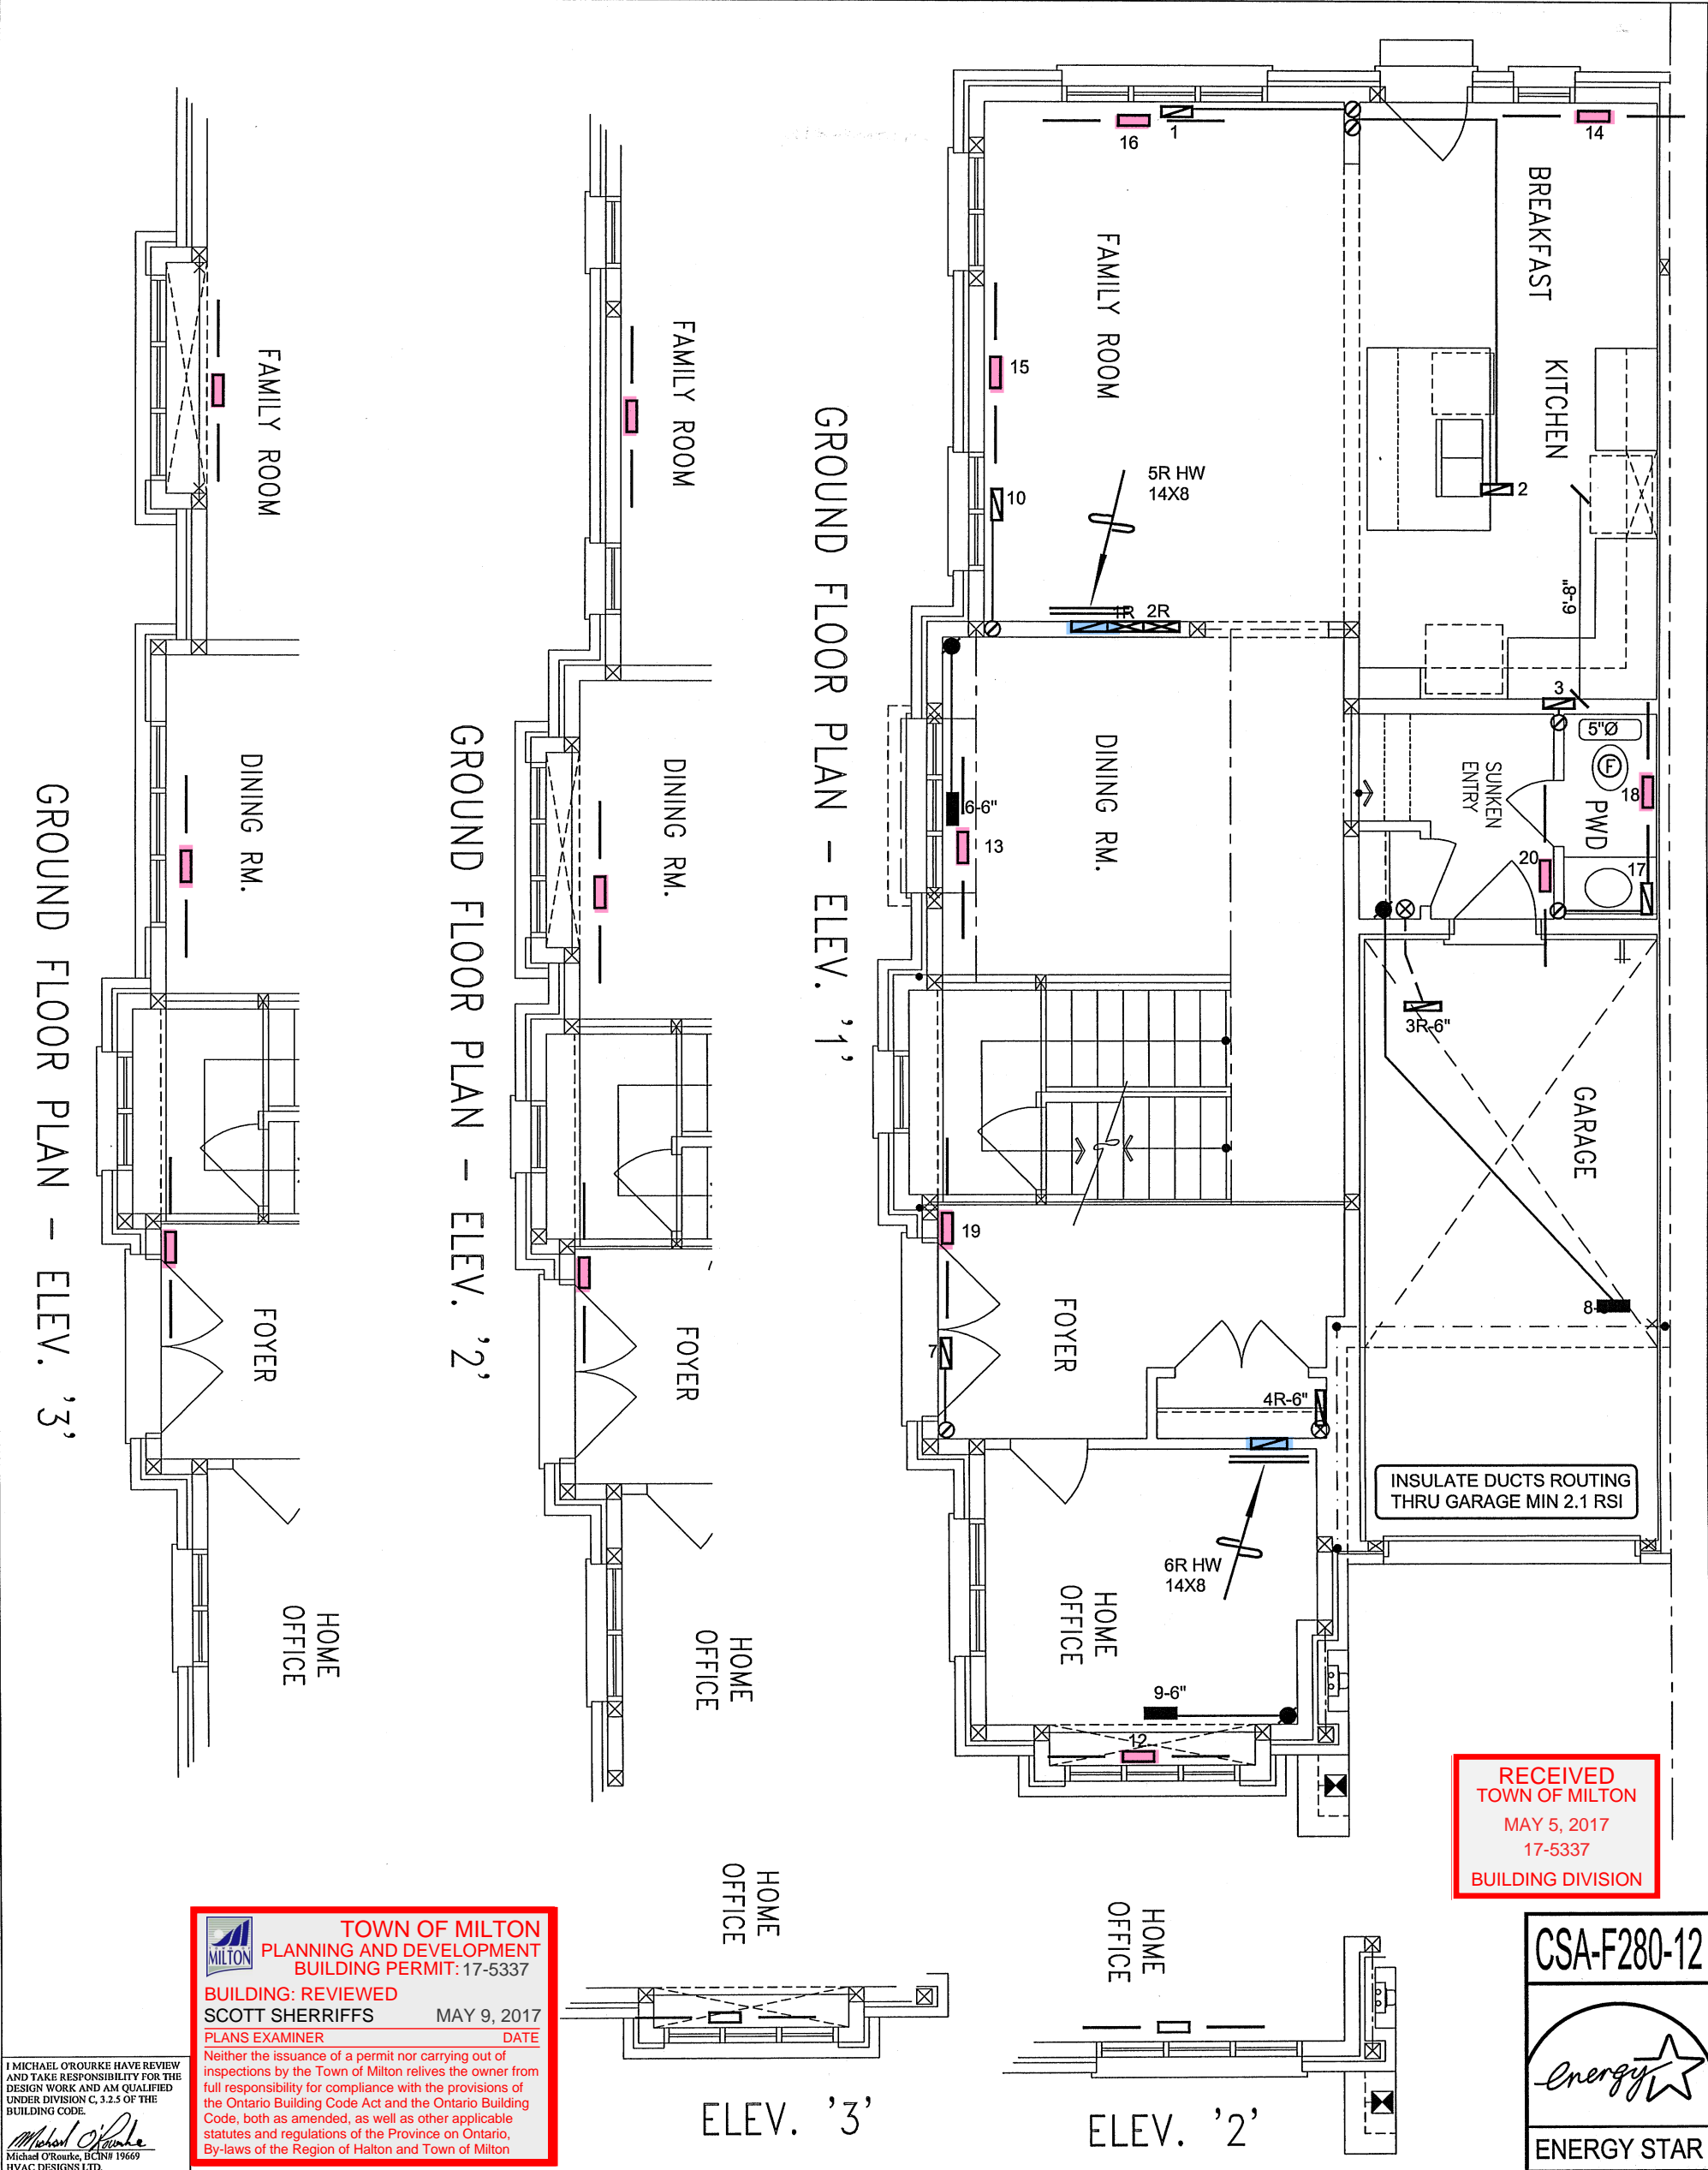 16
1
14
BREAKFAST
FAMILY ROOM
KITCHEN
15
10
5R HW
14X8
2
6'-8"
1R 2R
3
5"Ø
F
PWD
18
SUNKEN
ENTRY
DINING RM.
6-6"
13
20
17
3R-6"
GARAGE
19
8-
FOYER
7
4R-6"
INSULATE DUCTS ROUTING
THRU GARAGE MIN 2.1 RSI
6R HW
14X8
HOME
OFFICE
9-6"
12
GROUND FLOOR PLAN - ELEV. '1'
FAMILY ROOM
DINING RM.
FOYER
HOME
OFFICE
GROUND FLOOR PLAN - ELEV. '2'
FAMILY ROOM
DINING RM.
FOYER
HOME
OFFICE
GROUND FLOOR PLAN - ELEV. '3'
RECEIVED
TOWN OF MILTON
MAY 5, 2017
17-5337
BUILDING DIVISION
HOME
OFFICE
ELEV. '3'
HOME
OFFICE
ELEV. '2'
CSA-F280-12
energy
ENERGY STAR
TOWN OF
MILTON
TOWN OF MILTON
PLANNING AND DEVELOPMENT
BUILDING PERMIT: 17-5337
BUILDING: REVIEWED
SCOTT SHERRIFFS MAY 9, 2017
PLANS EXAMINER DATE
Neither the issuance of a permit nor carrying out of
inspections by the Town of Milton relives the owner from
full responsibility for compliance with the provisions of
the Ontario Building Code Act and the Ontario Building
Code, both as amended, as well as other applicable
statutes and regulations of the Province on Ontario,
By-laws of the Region of Halton and Town of Milton
I MICHAEL O'ROURKE HAVE REVIEW
AND TAKE RESPONSIBILITY FOR THE
DESIGN WORK AND AM QUALIFIED
UNDER DIVISION C, 3.2.5 OF THE
BUILDING CODE.
Michael O'Rourke
Michael O'Rourke, BCIN# 19669
HVAC DESIGNS LTD.